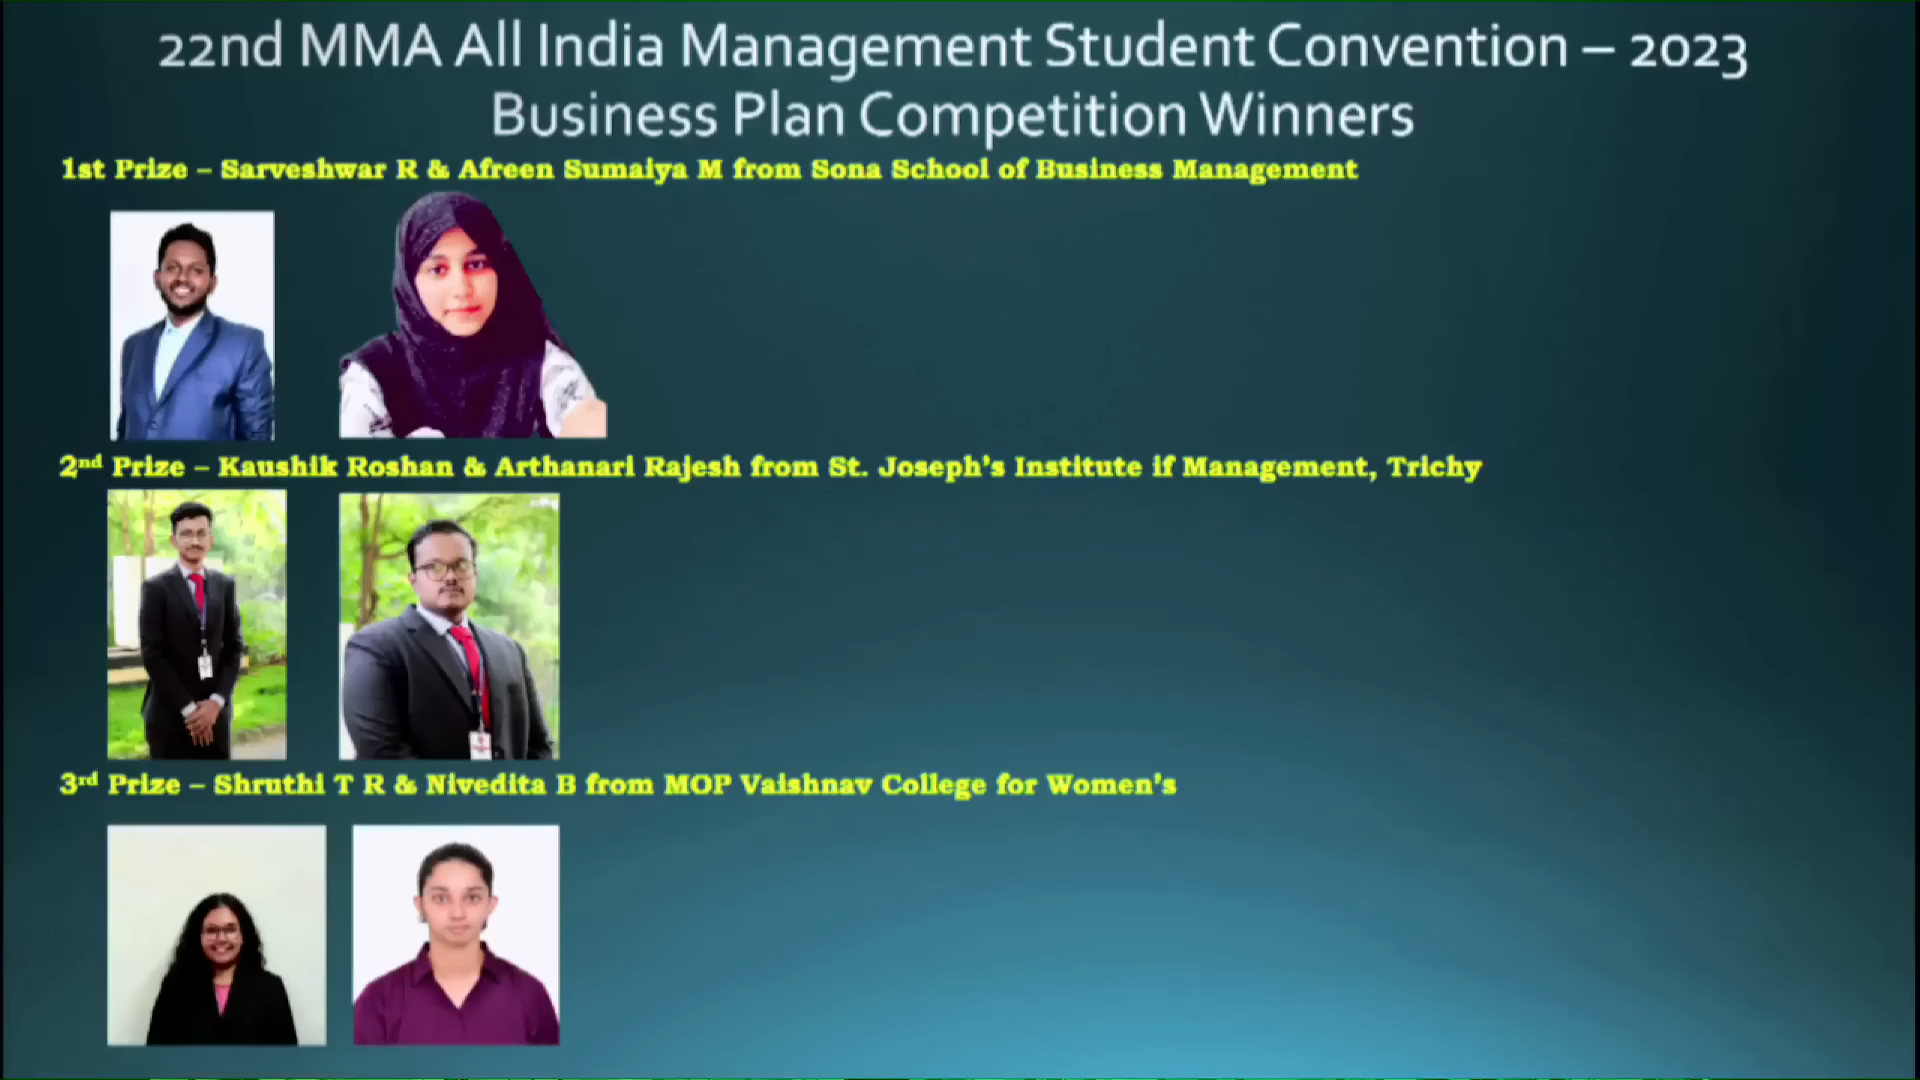 22nd MMA All India Management Student Convention – 2023
Business Plan Competition Winners
1st Prize – Sarveshwar R & Afreen Sumaiya M from Sona School of Business Management
2nd Prize – Kaushik Roshan & Arthanari Rajesh from St. Joseph's Institute if Management, Trichy
3rd Prize – Shruthi T R & Nivedita B from MOP Vaishnav College for Women's